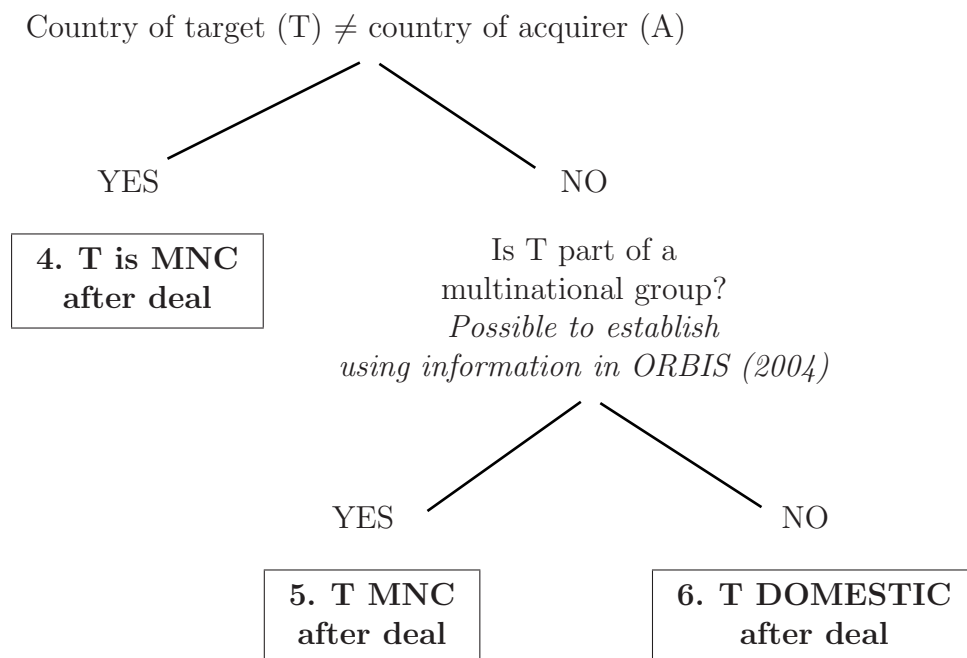 Country of target (T) ≠ country of acquirer (A)
YES
NO
4. T is MNC
after deal
Is T part of a
multinational group?
Possible to establish
using information in ORBIS (2004)
YES
NO
5. T MNC
after deal
6. T DOMESTIC
after deal